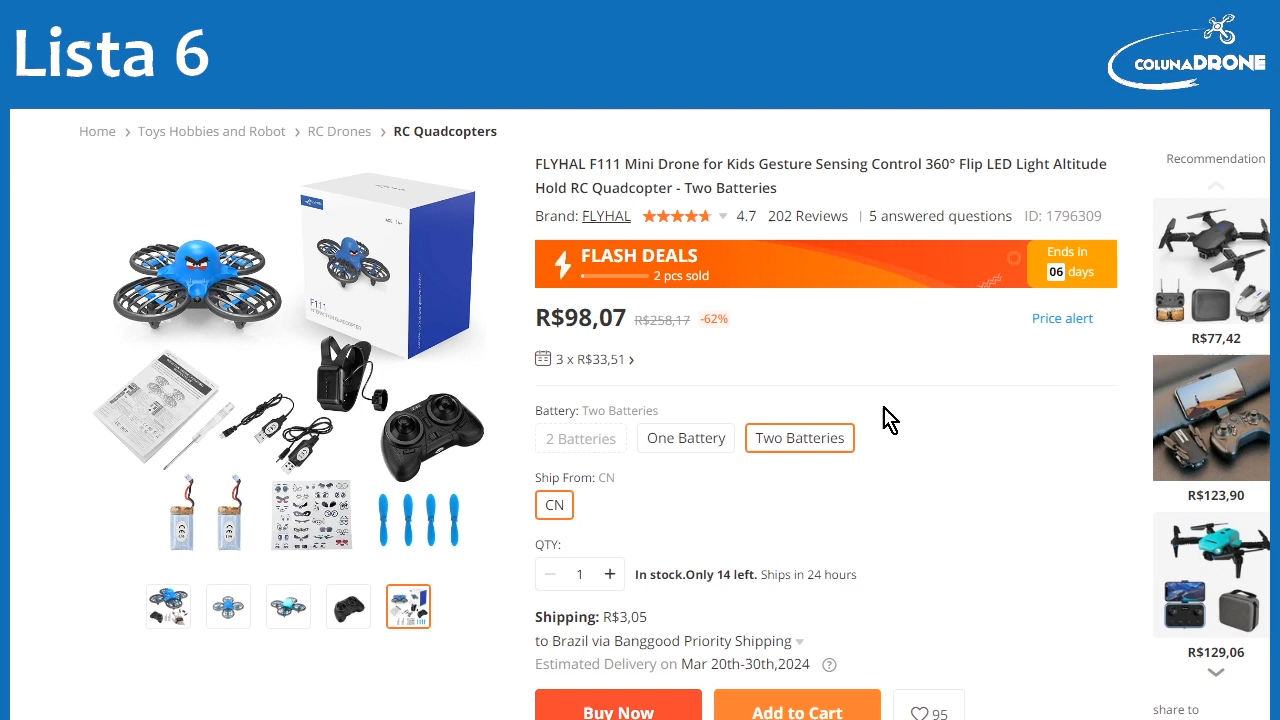 Lista 6
COLUNADRONE
Home > Toys Hobbies and Robot > RC Drones > RC Quadcopters
FLYHAL F111 Mini Drone for Kids Gesture Sensing Control 360° Flip LED Light Altitude
Hold RC Quadcopter - Two Batteries
Brand: FLYHAL 4.7 202 Reviews | 5 answered questions ID: 1796309
FLASH DEALS
2 pcs sold
Ends in
06 days
R$98,07 R$258,17 -62%
Price alert
3 x R$33,51 >
Battery: Two Batteries
2 Batteries One Battery Two Batteries
Ship From: CN
CN
QTY:
− 1 + In stock.Only 14 left. Ships in 24 hours
Shipping: R$3,05
to Brazil via Banggood Priority Shipping
Estimated Delivery on Mar 20th-30th,2024 ?
Buy Now Add to Cart 95
Recommendation
R$77,42
R$123,90
R$129,06
share to
F111